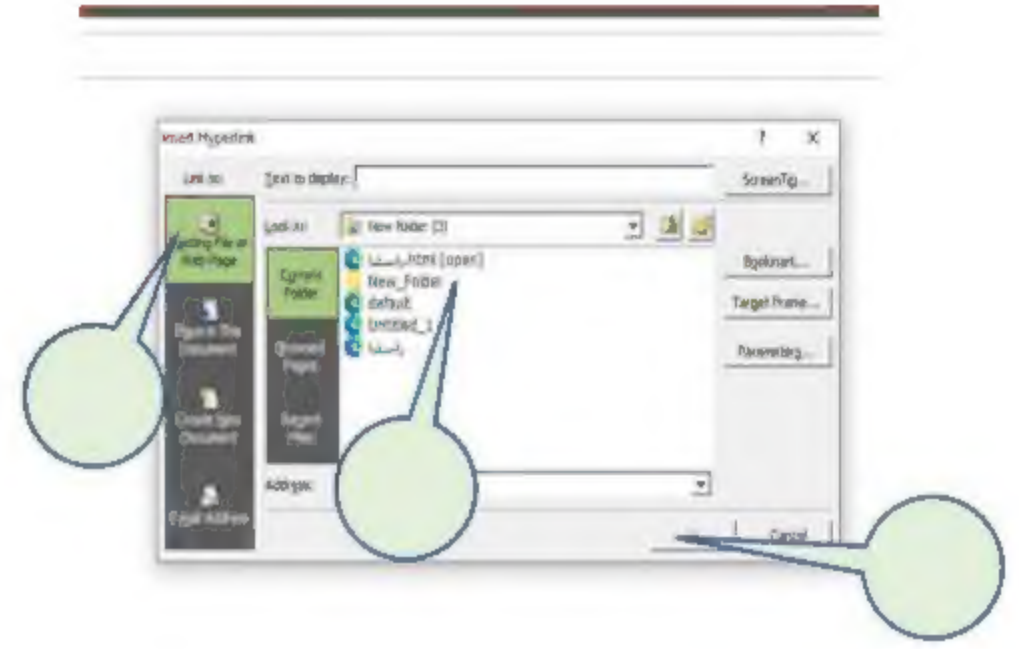 Insert Hyperlink
? X
Link to:
Text to display:
ScreenTip...
Existing File or
Web Page
Look in:
New folder (3)
Current
Folder
[open]
New_Folder
default
Untitled_1
راسفا
Bookmark...
Target Frame...
Parameters...
Place in This
Document
Browsed
Pages
Create New
Document
Recent
Files
Address:
E-mail Address
Cancel